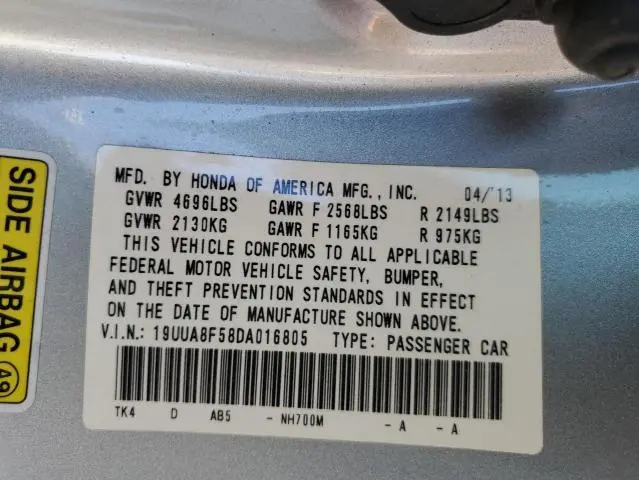 MFD. BY HONDA OF AMERICA MFG., INC. 04/'13
GVWR 4696LBS GAWR F 2568LBS R 2149LBS
GVWR 2130KG GAWR F 1165KG R 975KG
THIS VEHICLE CONFORMS TO ALL APPLICABLE
FEDERAL MOTOR VEHICLE SAFETY, BUMPER,
AND THEFT PREVENTION STANDARDS IN EFFECT
ON THE DATE OF MANUFACTURE SHOWN ABOVE.
V.I.N.: 19UUA8F58DA016805 TYPE: PASSENGER CAR
TK4 D AB5 - NH700M - A - A
SIDE AIRBAG A9